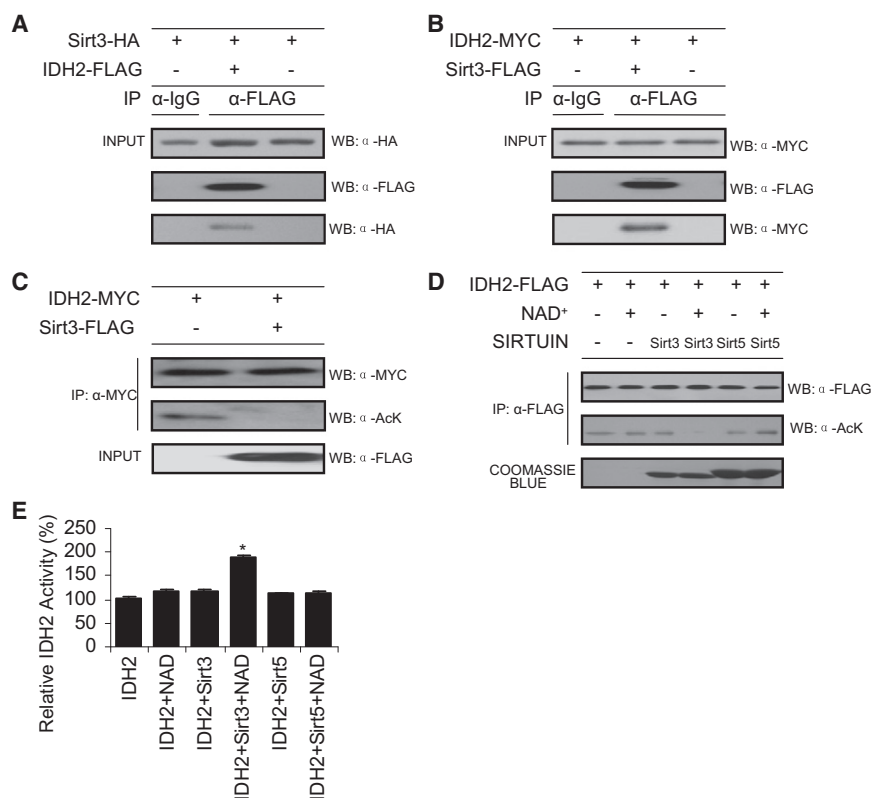 A
Sirt3-HA + + +
IDH2-FLAG - + -
IP α-IgG α-FLAG
INPUT WB: α-HA
WB: α-FLAG
WB: α-HA
B
IDH2-MYC + + +
Sirt3-FLAG - + -
IP α-IgG α-FLAG
INPUT WB: α-MYC
WB: α-FLAG
WB: α-MYC
C
IDH2-MYC + +
Sirt3-FLAG - +
IP: α-MYC
WB: α-MYC
WB: α-AcK
INPUT WB: α-FLAG
D
IDH2-FLAG + + + + + +
NAD+ - + - + - +
SIRTUIN - - Sirt3 Sirt3 Sirt5 Sirt5
IP: α-FLAG
WB: α-FLAG
WB: α-AcK
COOMASSIE
BLUE
E
Relative IDH2 Activity (%)
250
200
150
100
50
0
*
IDH2
IDH2+NAD
IDH2+Sirt3
IDH2+Sirt3+NAD
IDH2+Sirt5
IDH2+Sirt5+NAD